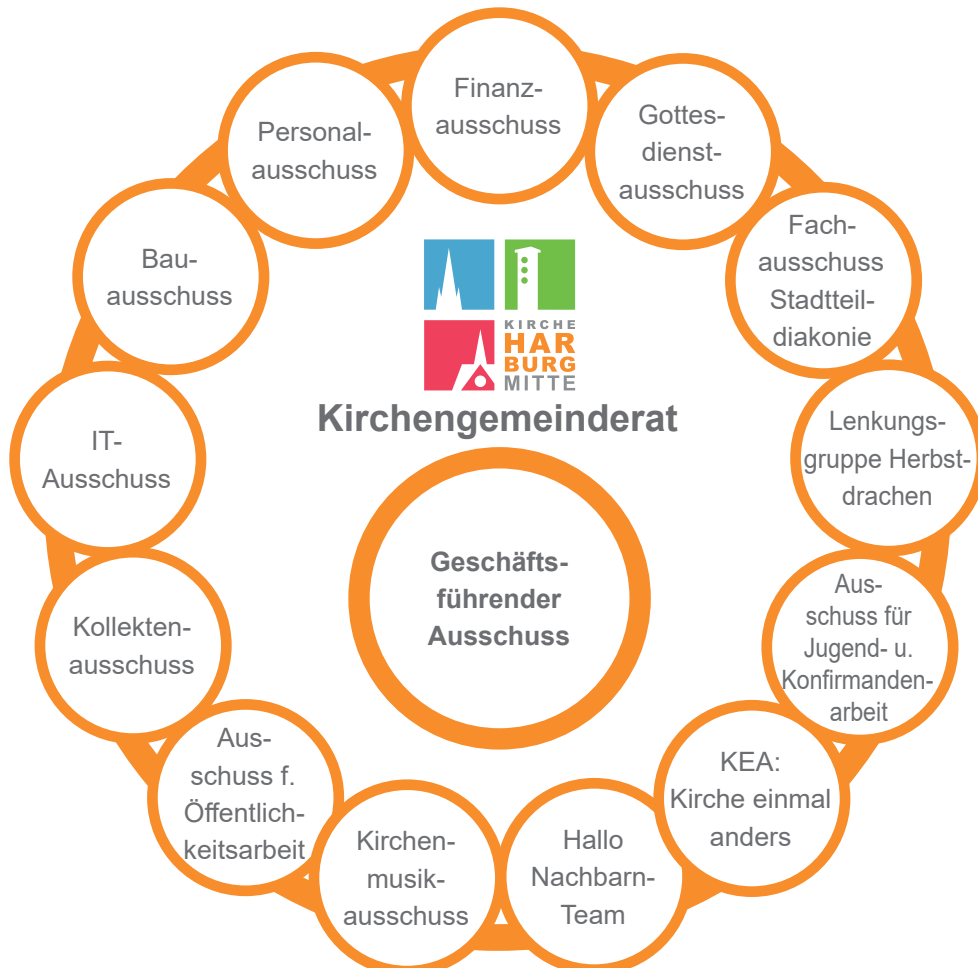 Finanz-
ausschuss
Gottes-
dienst-
ausschuss
Fach-
ausschuss
Stadtteil-
diakonie
Lenkungs-
gruppe Herbst-
drachen
Aus-
schuss für
Jugend- u.
Konfirmanden-
arbeit
KEA:
Kirche einmal
anders
Hallo
Nachbarn-
Team
Kirchen-
musik-
ausschuss
Aus-
schuss f.
Öffentlich-
keitsarbeit
Kollekten-
ausschuss
IT-
Ausschuss
Bau-
ausschuss
Personal-
ausschuss
KIRCHE
HAR
BURG
MITTE
Kirchengemeinderat
Geschäfts-
führender
Ausschuss